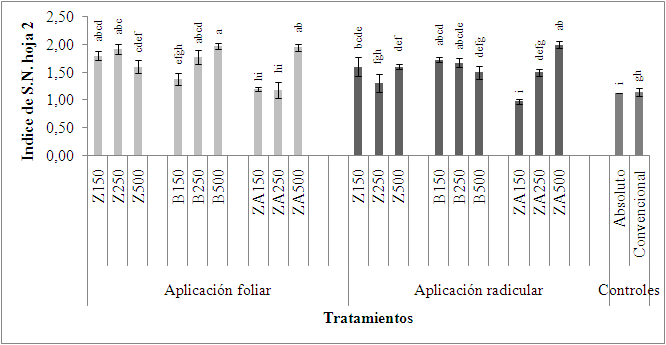 Indice de S.N. hoja 2
2,50
2,00
1,50
1,00
0,50
0,00
abcd
abc
cdef
efgh
abcd
a
hi
hi
ab
bcde
fgh
def
abcd
abcde
defg
i
defg
ab
i
gh
Z150
Z250
Z500
B150
B250
B500
ZA150
ZA250
ZA500
Z150
Z250
Z500
B150
B250
B500
ZA150
ZA250
ZA500
Absoluto
Convencional
Aplicación foliar
Aplicación radicular
Controles
Tratamientos